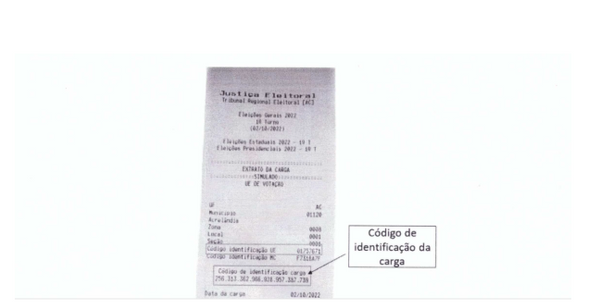 Justiça Eleitoral
Tribunal Regional Eleitoral (AC)
Eleições Gerais 2022
1º Turno
(02/10/2022)
Eleições Estaduais 2022 - 1º T
Eleições Presidenciais 2022 - 1º T
EXTRATO DA CARGA
SIMULADO
UE DE VOTAÇÃO
UF AC
Município 01120
Acrelândia
Zona
Local 0001
Seção
Código identificação UE
Código identificação MC
Código de identificação carga
Data da carga 02/10/2022
Código de
identificação da
carga